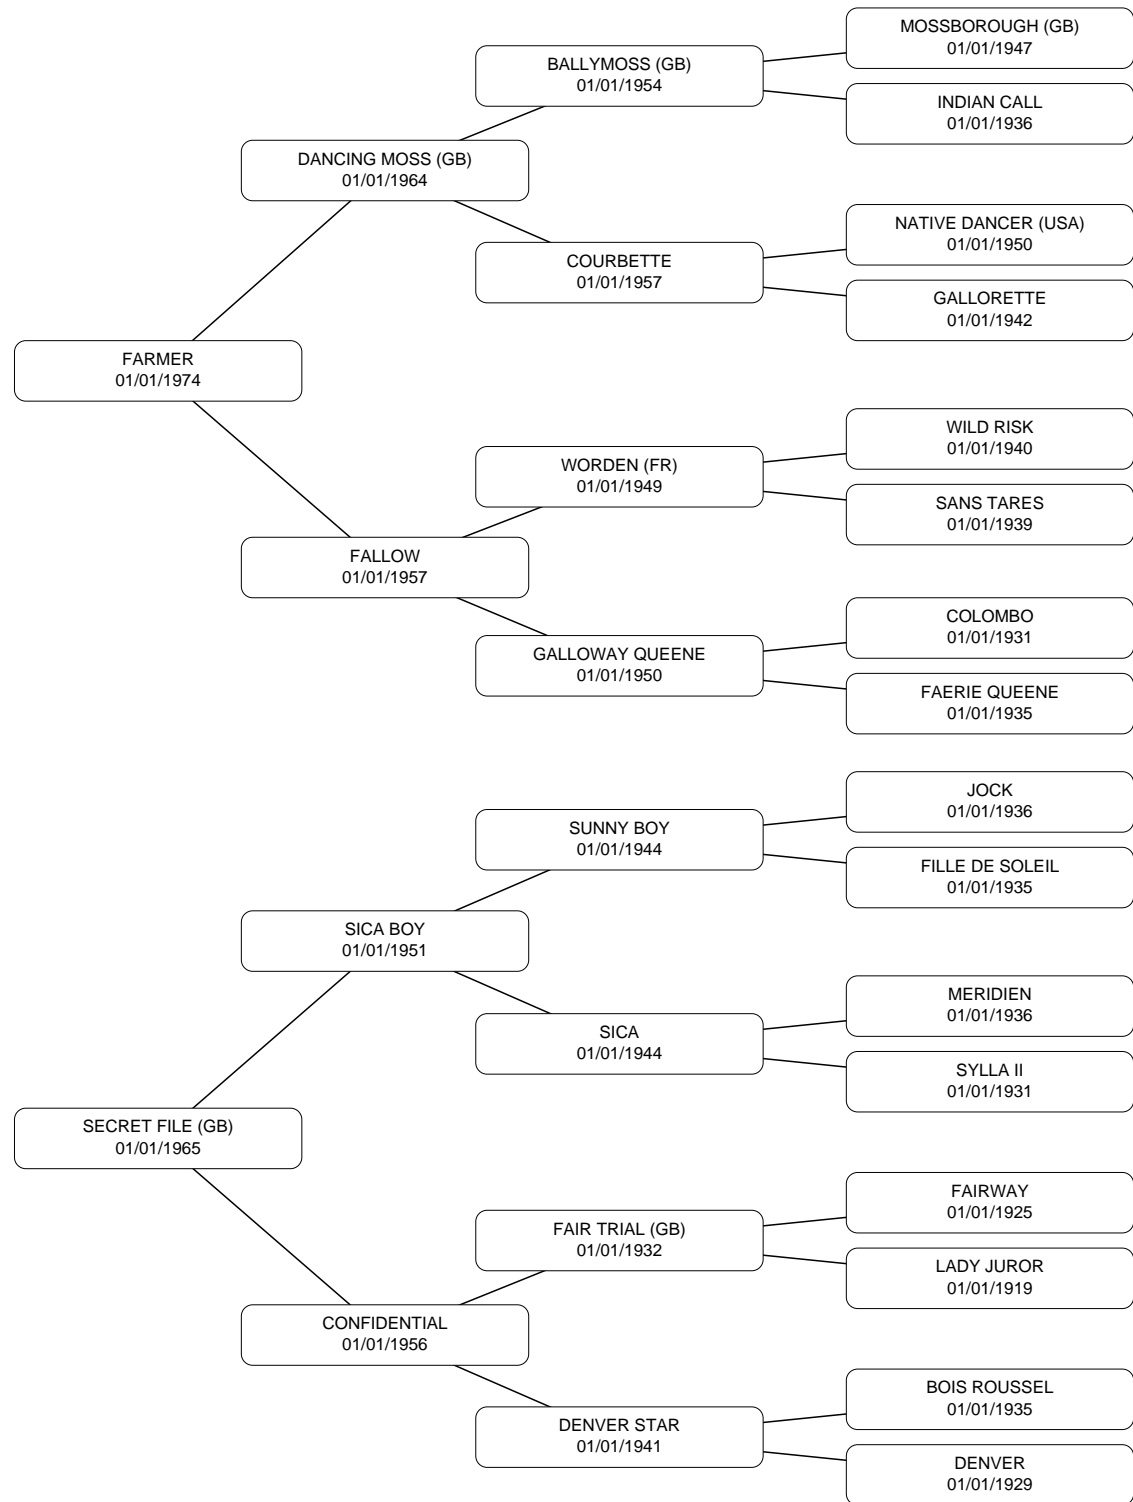 MOSSBOROUGH (GB)
01/01/1947
BALLYMOSS (GB)
01/01/1954
INDIAN CALL
01/01/1936
DANCING MOSS (GB)
01/01/1964
NATIVE DANCER (USA)
01/01/1950
COURBETTE
01/01/1957
GALLORETTE
01/01/1942
FARMER
01/01/1974
WILD RISK
01/01/1940
WORDEN (FR)
01/01/1949
SANS TARES
01/01/1939
FALLOW
01/01/1957
COLOMBO
01/01/1931
GALLOWAY QUEENE
01/01/1950
FAERIE QUEENE
01/01/1935
JOCK
01/01/1936
SUNNY BOY
01/01/1944
FILLE DE SOLEIL
01/01/1935
SICA BOY
01/01/1951
MERIDIEN
01/01/1936
SICA
01/01/1944
SYLLA II
01/01/1931
SECRET FILE (GB)
01/01/1965
FAIRWAY
01/01/1925
FAIR TRIAL (GB)
01/01/1932
LADY JUROR
01/01/1919
CONFIDENTIAL
01/01/1956
BOIS ROUSSEL
01/01/1935
DENVER STAR
01/01/1941
DENVER
01/01/1929